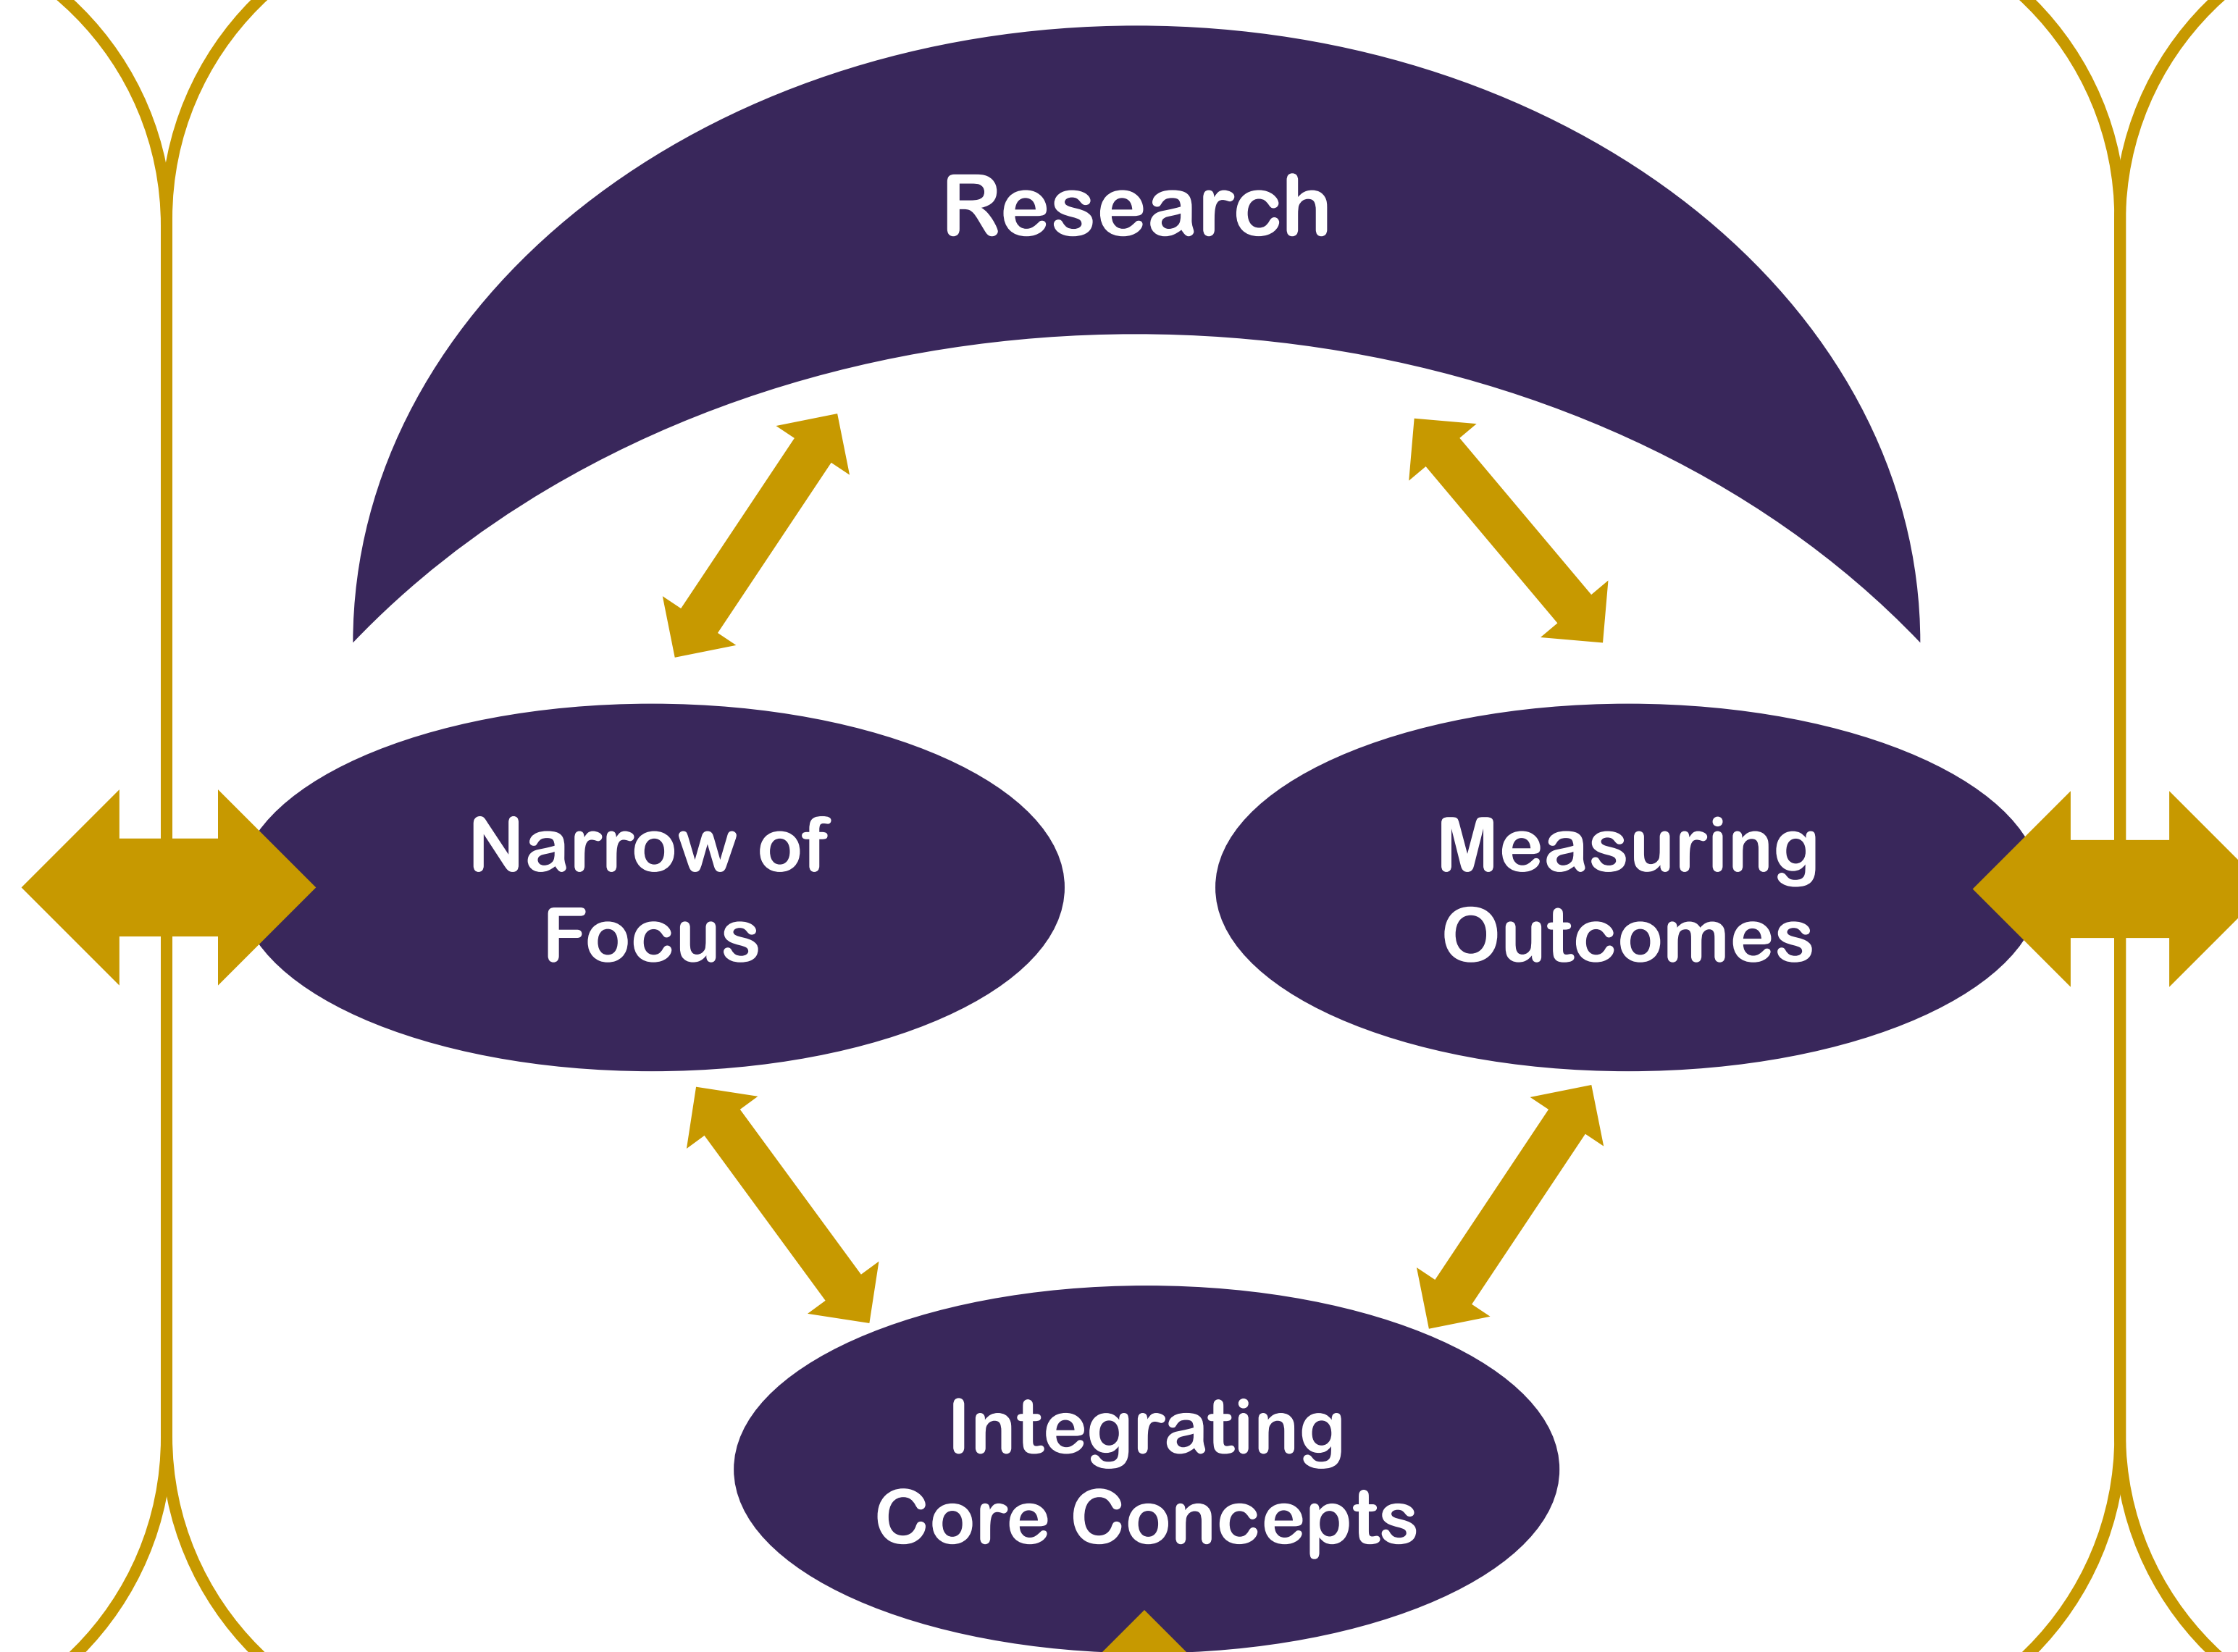 Research
Narrow of
Focus
Measuring
Outcomes
Integrating
Core Concepts